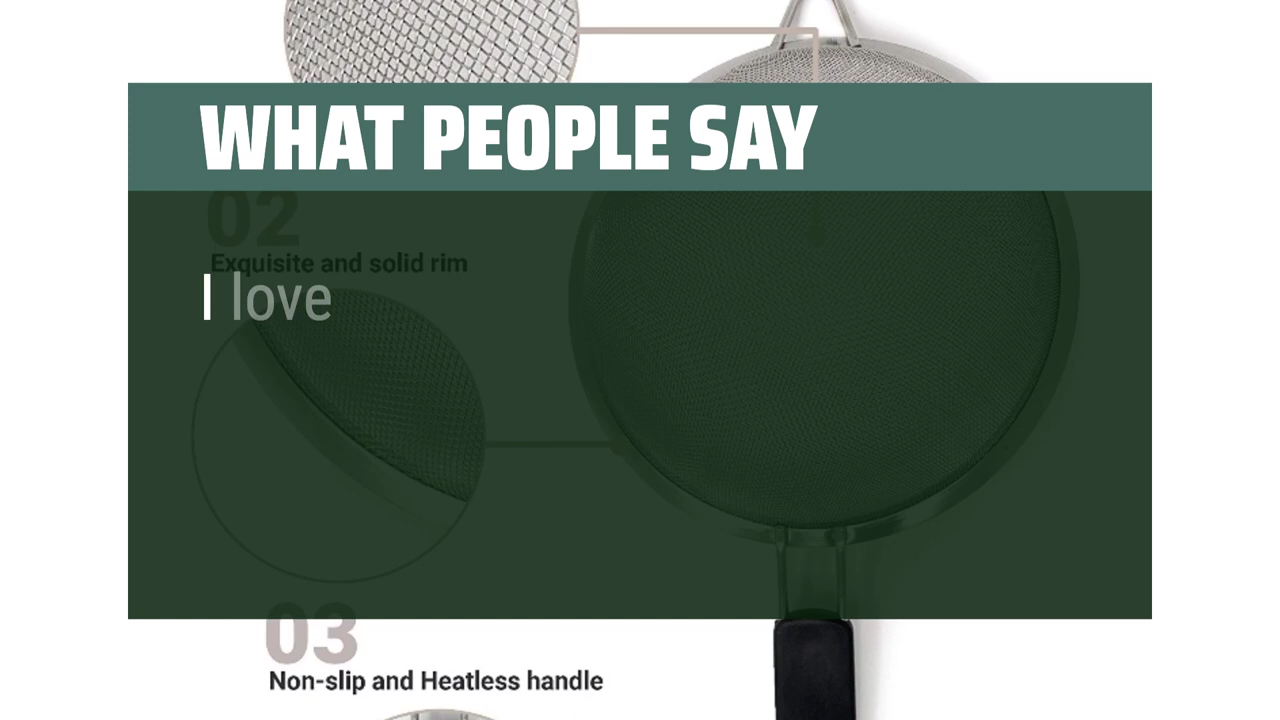 WHAT PEOPLE SAY
02
Exquisite and solid rim
I love
03
Non-slip and Heatless handle